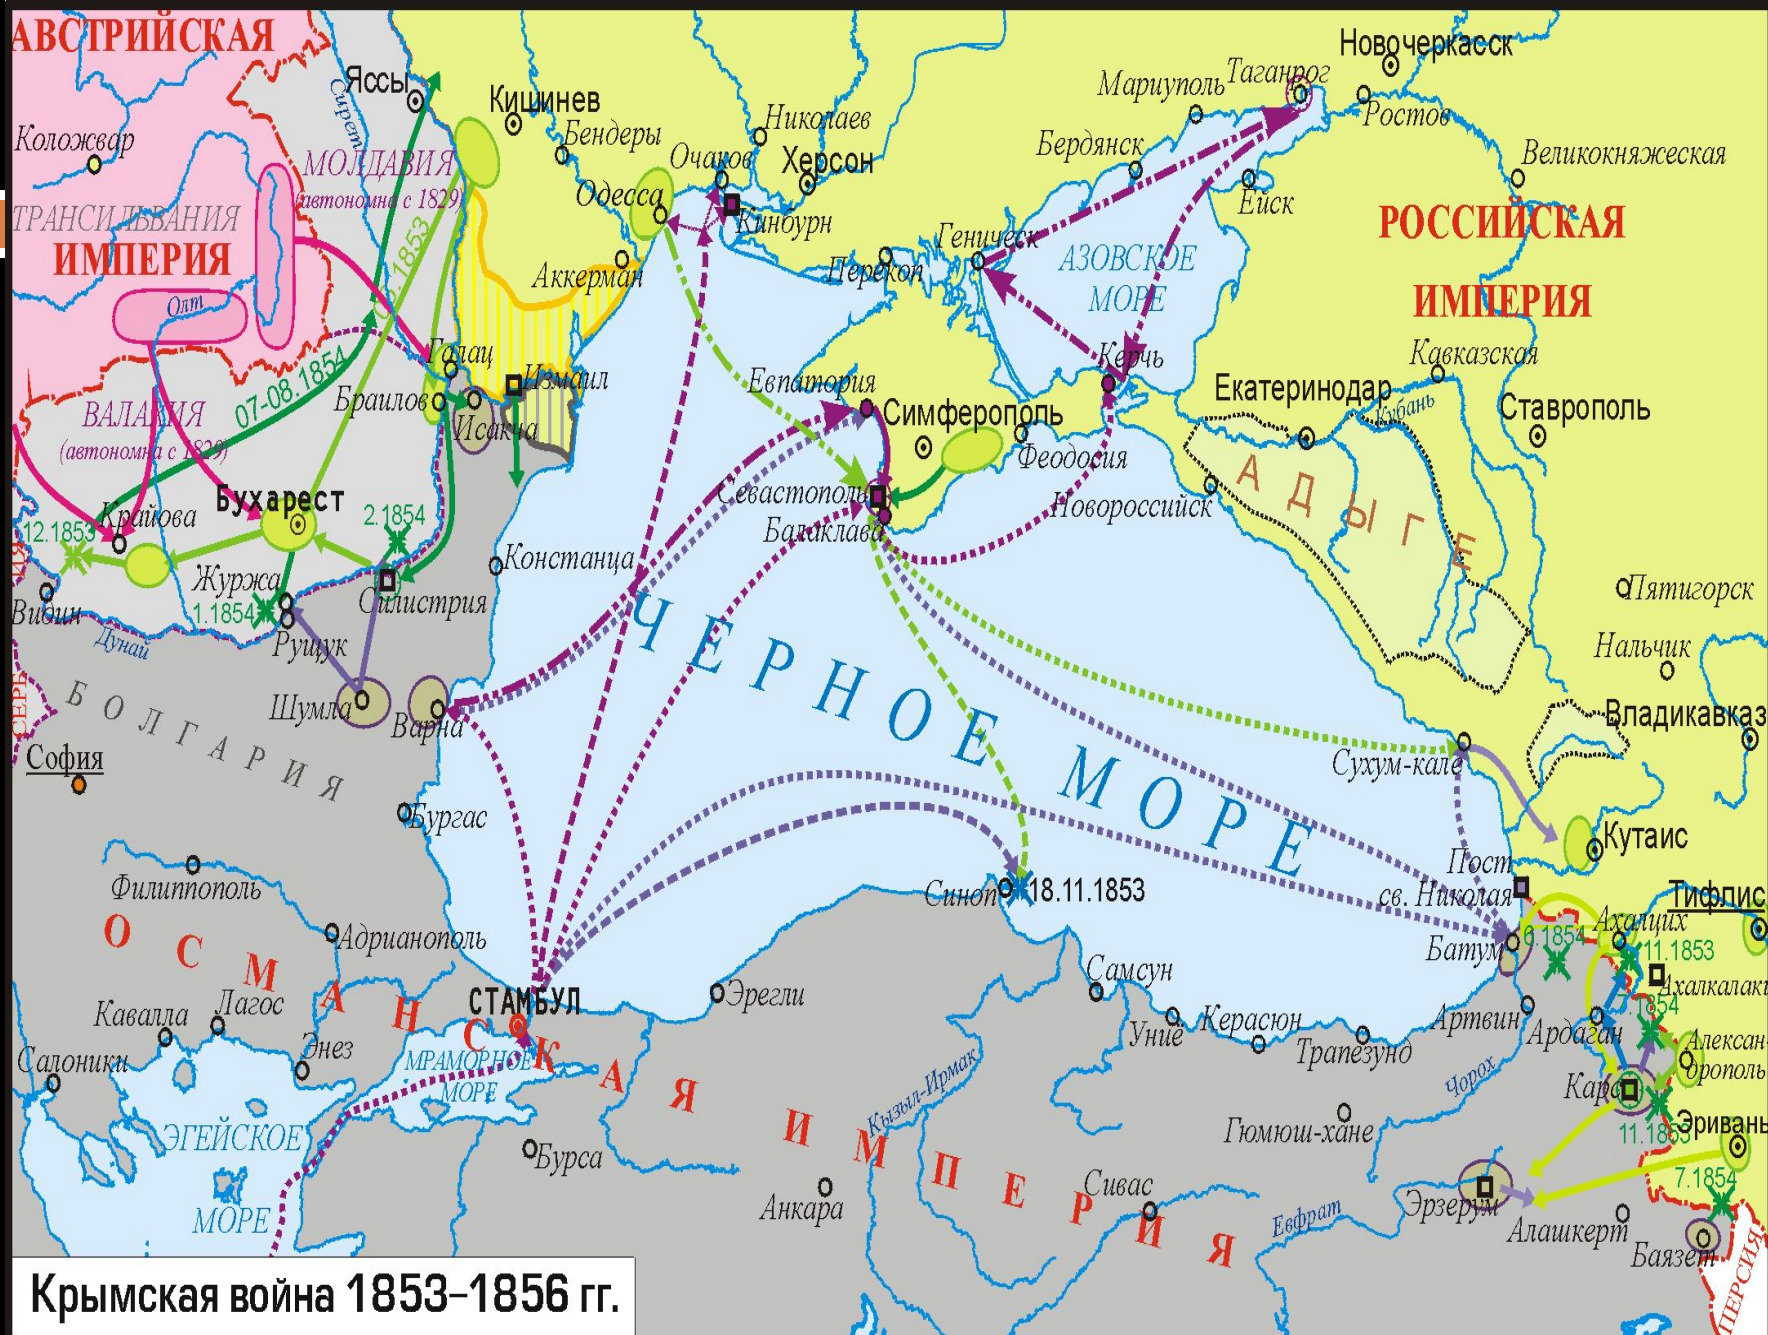 АВСТРИЙСКАЯ
Новочеркасск
Яссы
Кишинев
Мариуполь
Таганрог
Сирет
Николаев
Ростов
Коложвар
Бендеры
Очаков
Херсон
Бердянск
Великокняжеская
МОЛДАВИЯ
(автономна с 1829)
Одесса
Ейск
ТРАНСИЛЬВАНИЯ
Кинбурн
РОССИЙСКАЯ
ИМПЕРИЯ
Геническ
АЗОВСКОЕ
МОРЕ
Аккерман
Перекоп
ИМПЕРИЯ
Олт
Галац
07-08.1854
Керчь
Кавказская
Браилов
Измаил
Евпатория
Екатеринодар
Кубань
ВАЛАХИЯ
(автономна с 1829)
Исакча
Симферополь
Ставрополь
Феодосия
АДЫГЕ
Бухарест
Севастополь
Новороссийск
Крайова
12.1853
2.1854
Балаклава
Констанца
Журжа
Силистрия
Пятигорск
Видин
1.1854
Дунай
Рущук
ЧЕРНОЕ МОРЕ
Нальчик
СЕРБ
БОЛГАРИЯ
Шумла
Варна
Владикавказ
София
Сухум-кале
Бургас
Кутаис
Филиппополь
Пост
св. Николая
Синоп
18.11.1853
Тифлис
ОСМАНСКАЯ ИМПЕРИЯ
Адрианополь
Ахалцих
Батум
6.1854
11.1853
Самсун
Ахалкалаки
Кавалла
Лагос
СТАМБУЛ
Эрегли
Уние
Керасюн
Артвин
Ардаган
7.1854
Салоники
Энез
МРАМОРНОЕ
МОРЕ
Трапезунд
Алексан-
дрополь
Кызыл-Ирмак
Чорох
Карс
ЭГЕЙСКОЕ
МОРЕ
Гюмюш-хане
11.1853
Эривань
Бурса
Анкара
Сивас
Эрзерум
7.1854
Евфрат
Алашкерт
Баязет
ПЕРСИЯ
Крымская война 1853–1856 гг.